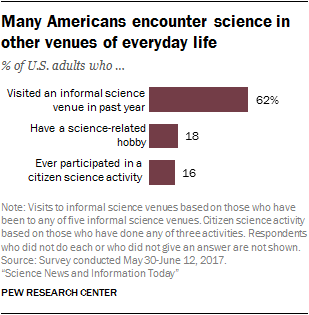 Many Americans encounter science in
other venues of everyday life
% of U.S. adults who ...
Visited an informal science
venue in past year
62%
Have a science-related
hobby
18
Ever participated in a
citizen science activity
16
Note: Visits to informal science venues based on those who have
been to any of five informal science venues. Citizen science activity
based on those who have done any of three activities. Respondents
who did not do each or who did not give an answer are not shown.
Source: Survey conducted May 30-June 12, 2017.
“Science News and Information Today”
PEW RESEARCH CENTER